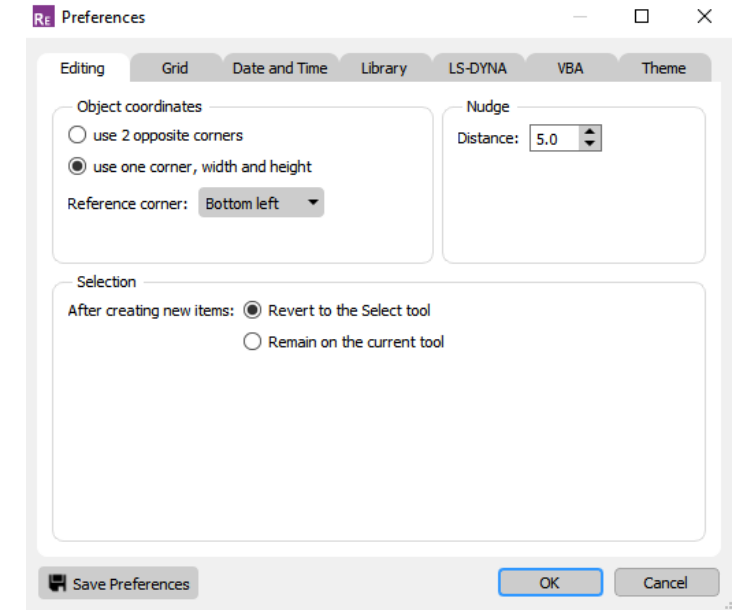 RE Preferences
Editing Grid Date and Time Library LS-DYNA VBA Theme
Object coordinates
use 2 opposite corners
use one corner, width and height
Reference corner: Bottom left
Nudge
Distance: 5.0
Selection
After creating new items: Revert to the Select tool
Remain on the current tool
Save Preferences OK Cancel